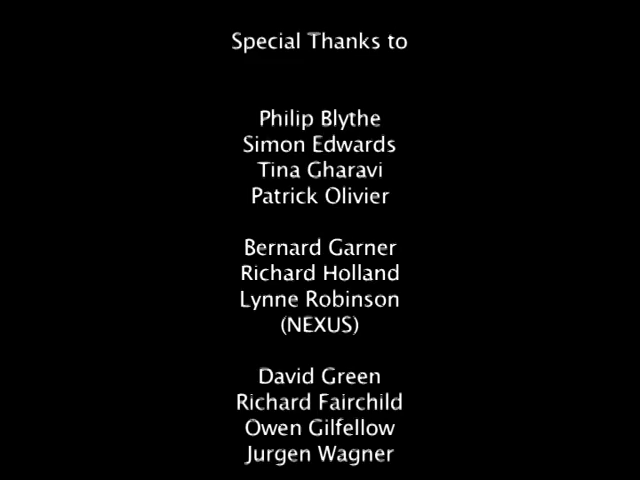 Special Thanks to
Philip Blythe
Simon Edwards
Tina Gharavi
Patrick Olivier
Bernard Garner
Richard Holland
Lynne Robinson
(NEXUS)
David Green
Richard Fairchild
Owen Gilfellow
Jurgen Wagner